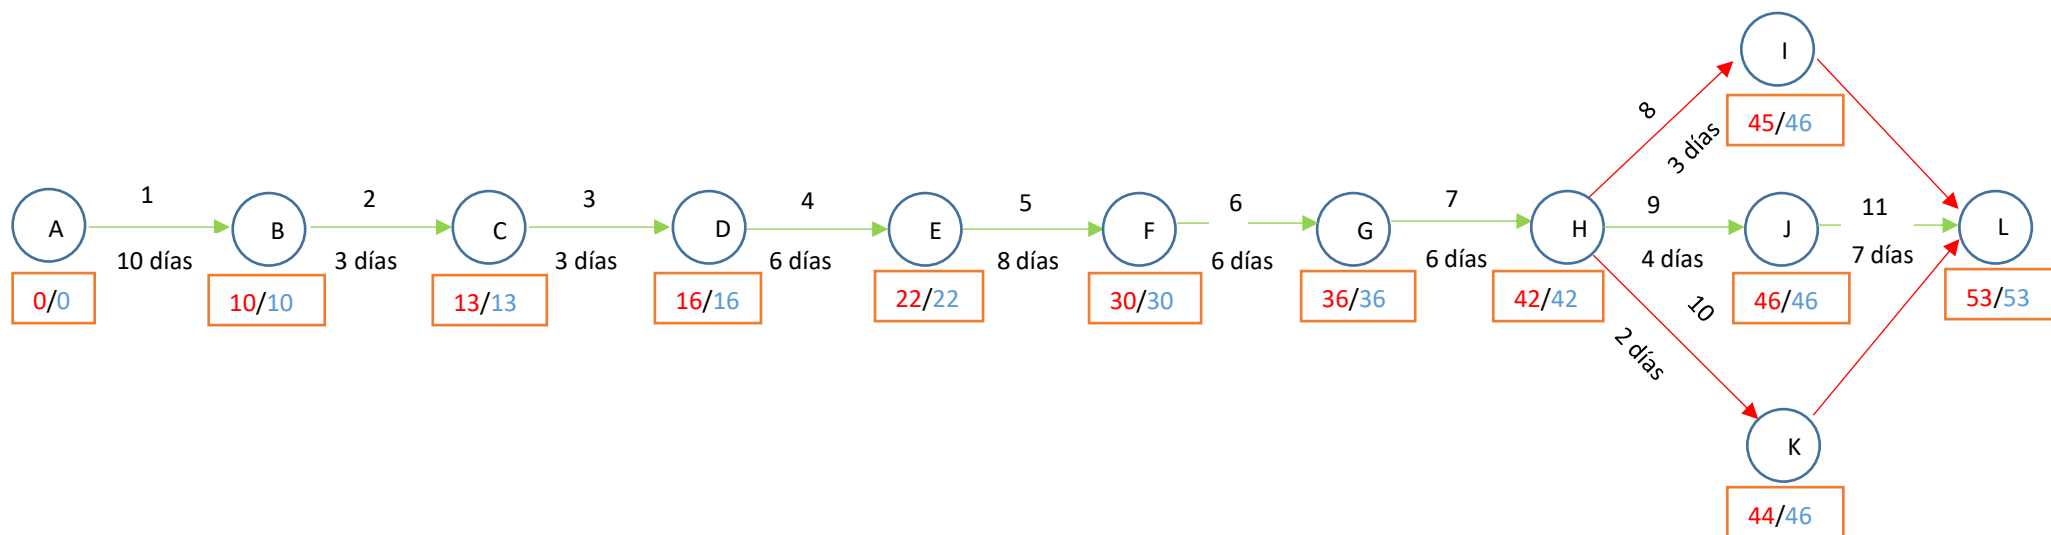 I
8
45/46
3 días
1
2
3
4
5
6
7
9
11
A
B
C
D
E
F
G
H
J
L
10 días
3 días
3 días
6 días
8 días
6 días
6 días
4 días
7 días
0/0
10/10
13/13
16/16
22/22
30/30
36/36
42/42
46/46
53/53
10
2 días
K
44/46